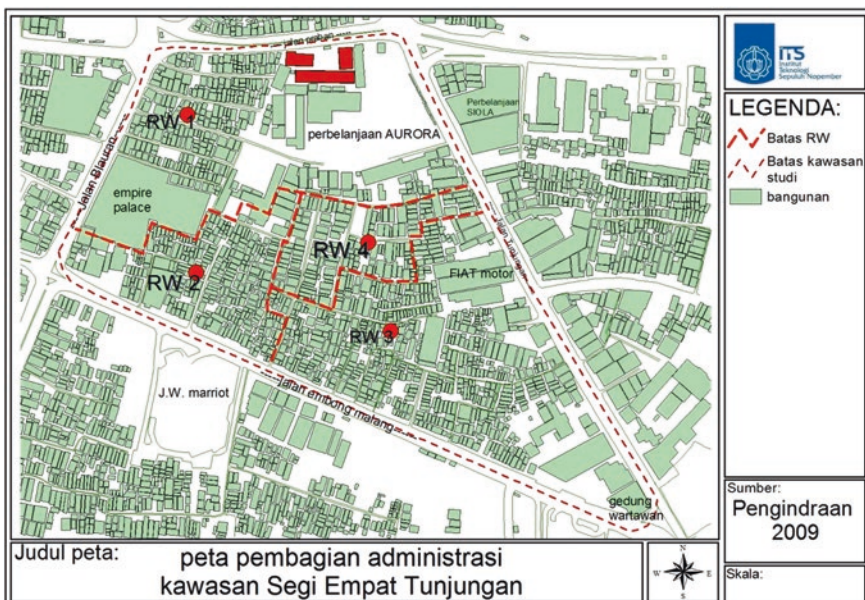 RW 1
perbelanjaan AURORA
Perbelanjaan
SIOLA
Jalan Blauran
empire
palace
RW 4
RW 2
FIAT motor
jalan tunjungan
RW 3
J.W. marriot
Jalan embong malang
gedung
wartawan
ITS
Institut
Teknologi
Sepuluh Nopember
LEGENDA:
Batas RW
Batas kawasan
studi
bangunan
Sumber:
Pengindraan
2009
Judul peta:
peta pembagian administrasi
kawasan Segi Empat Tunjungan
N
W E
S
Skala: